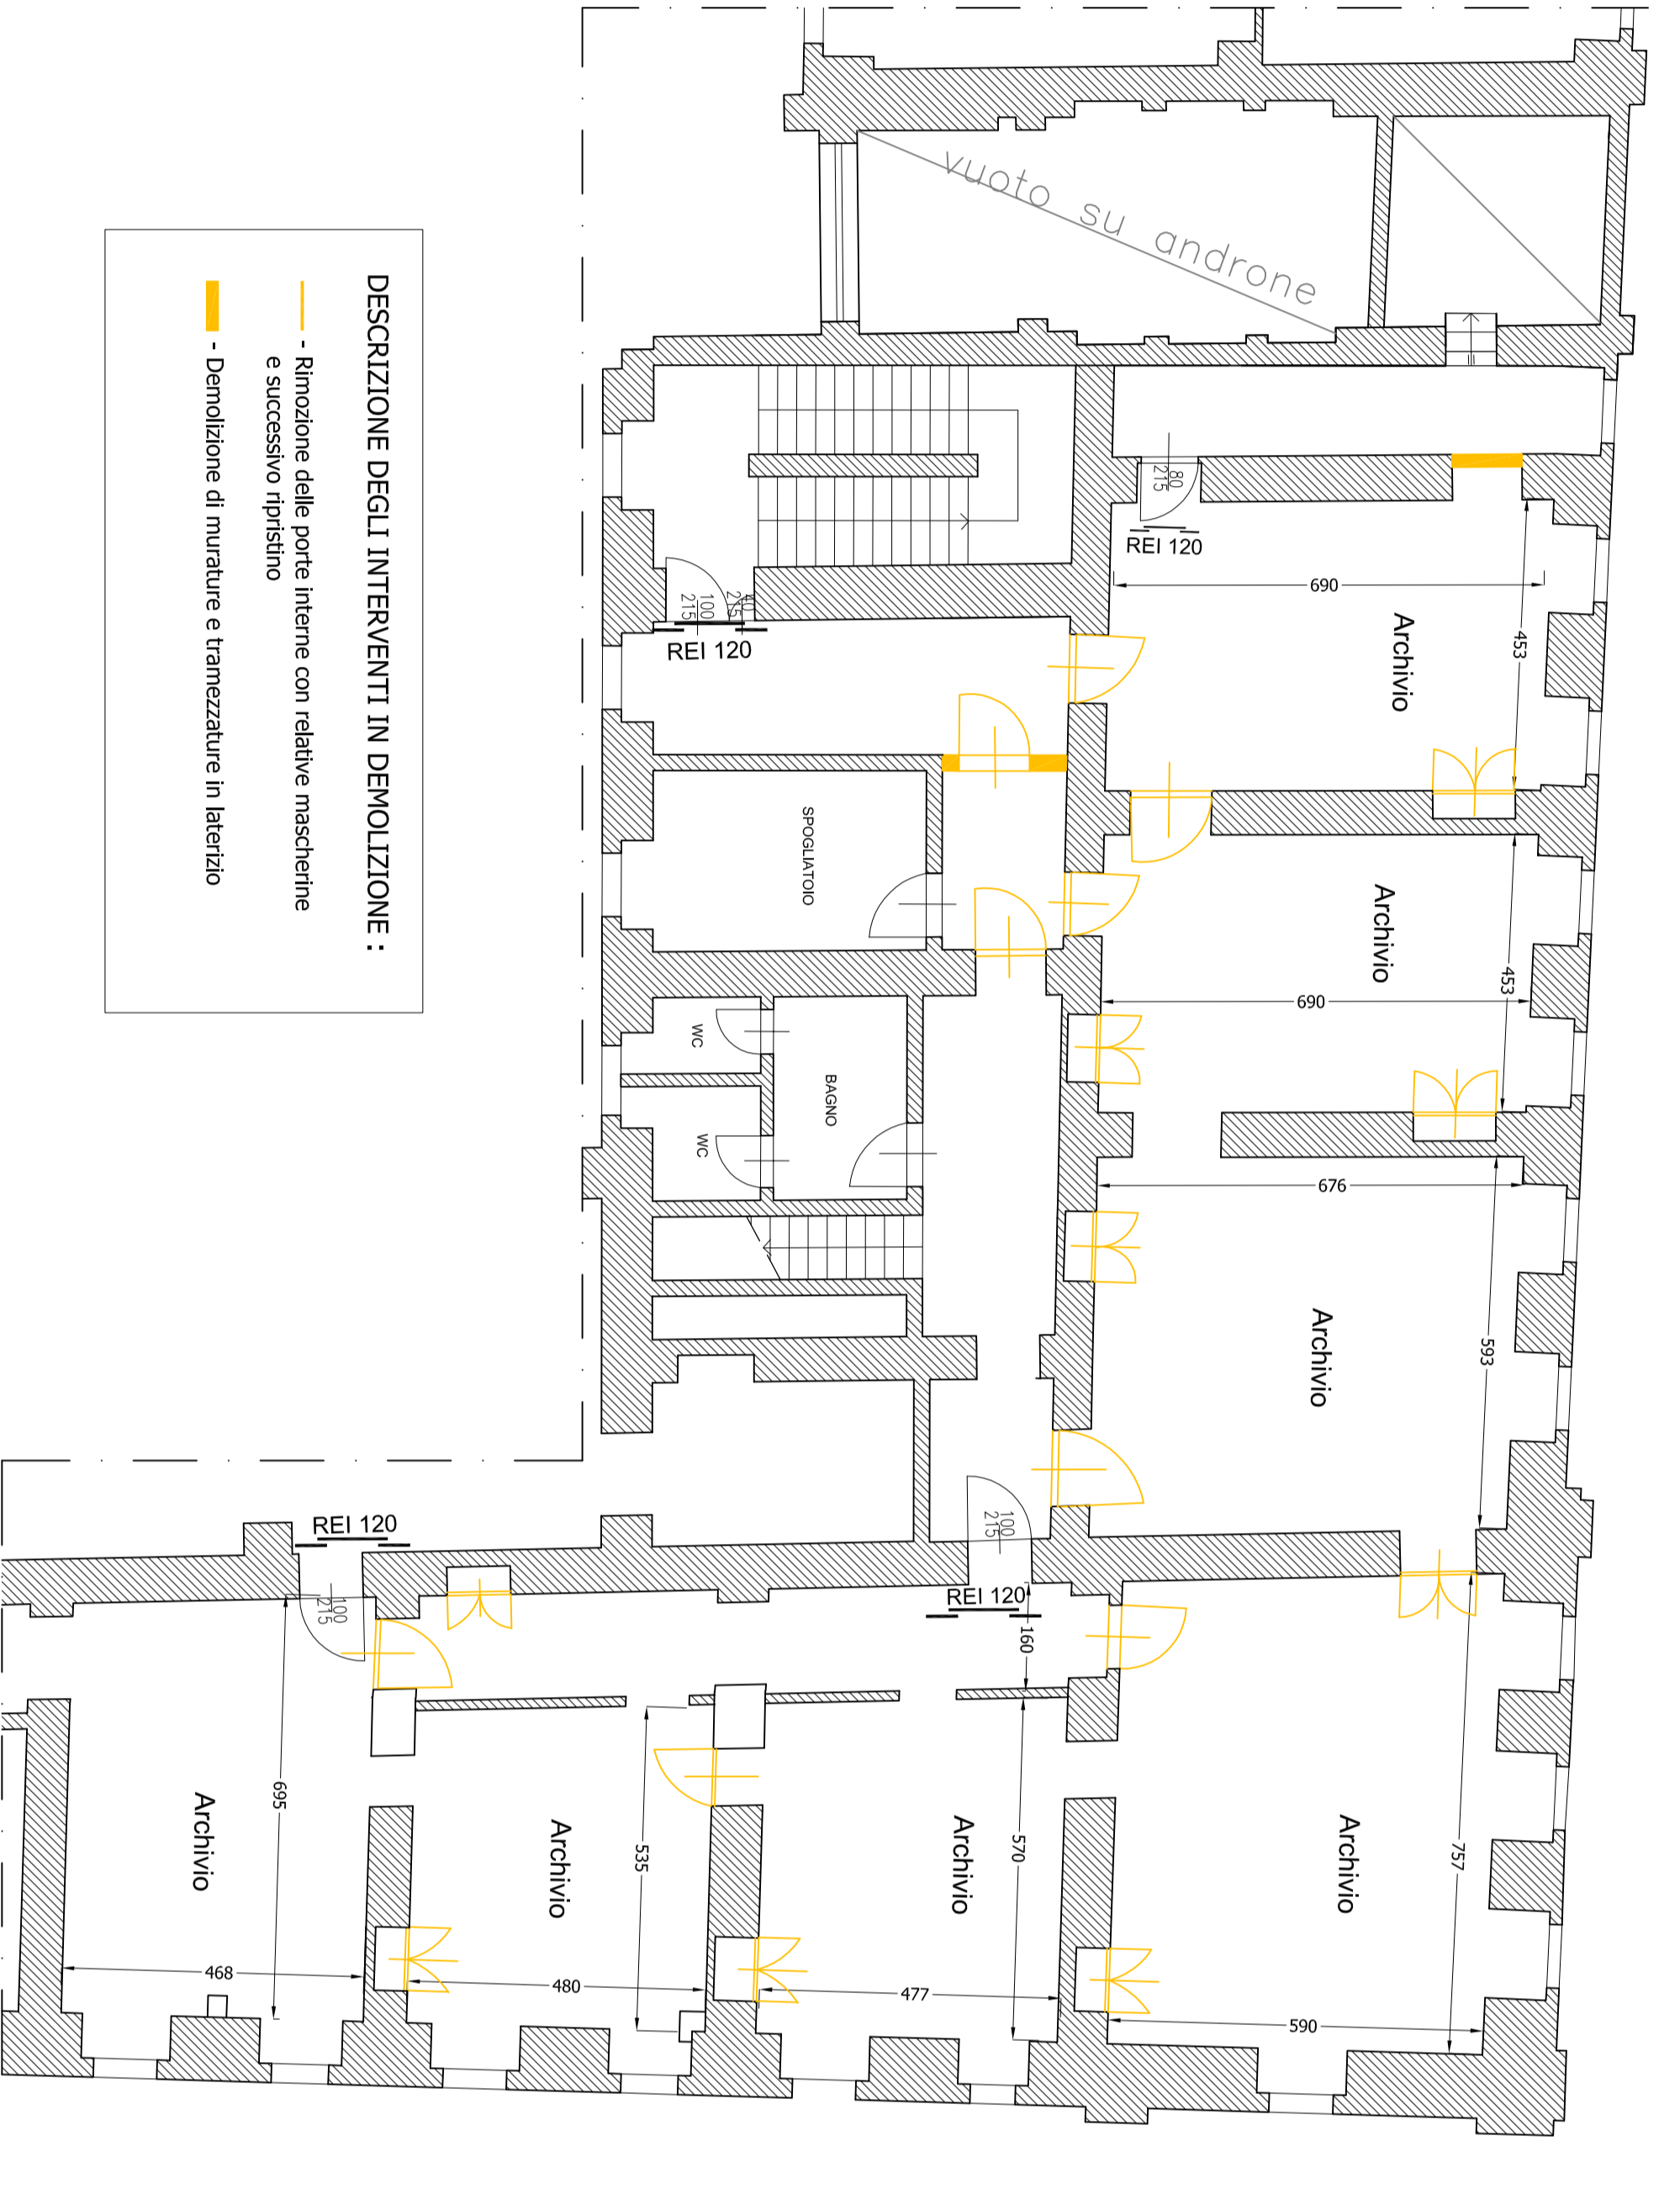 vuoto su androne
80
215
REI 120
690
453
Archivio
100
215
40
215
REI 120
SPOGLIATOIO
Archivio
453
690
WC
BAGNO
WC
676
Archivio
593
100
215
REI 120
160
REI 120
100
215
695
Archivio
468
Archivio
535
480
Archivio
570
477
Archivio
757
590
DESCRIZIONE DEGLI INTERVENTI IN DEMOLIZIONE :
- Rimozione delle porte interne con relative mascherine
e successivo ripristino
- Demolizione di murature e tramezzature in laterizio